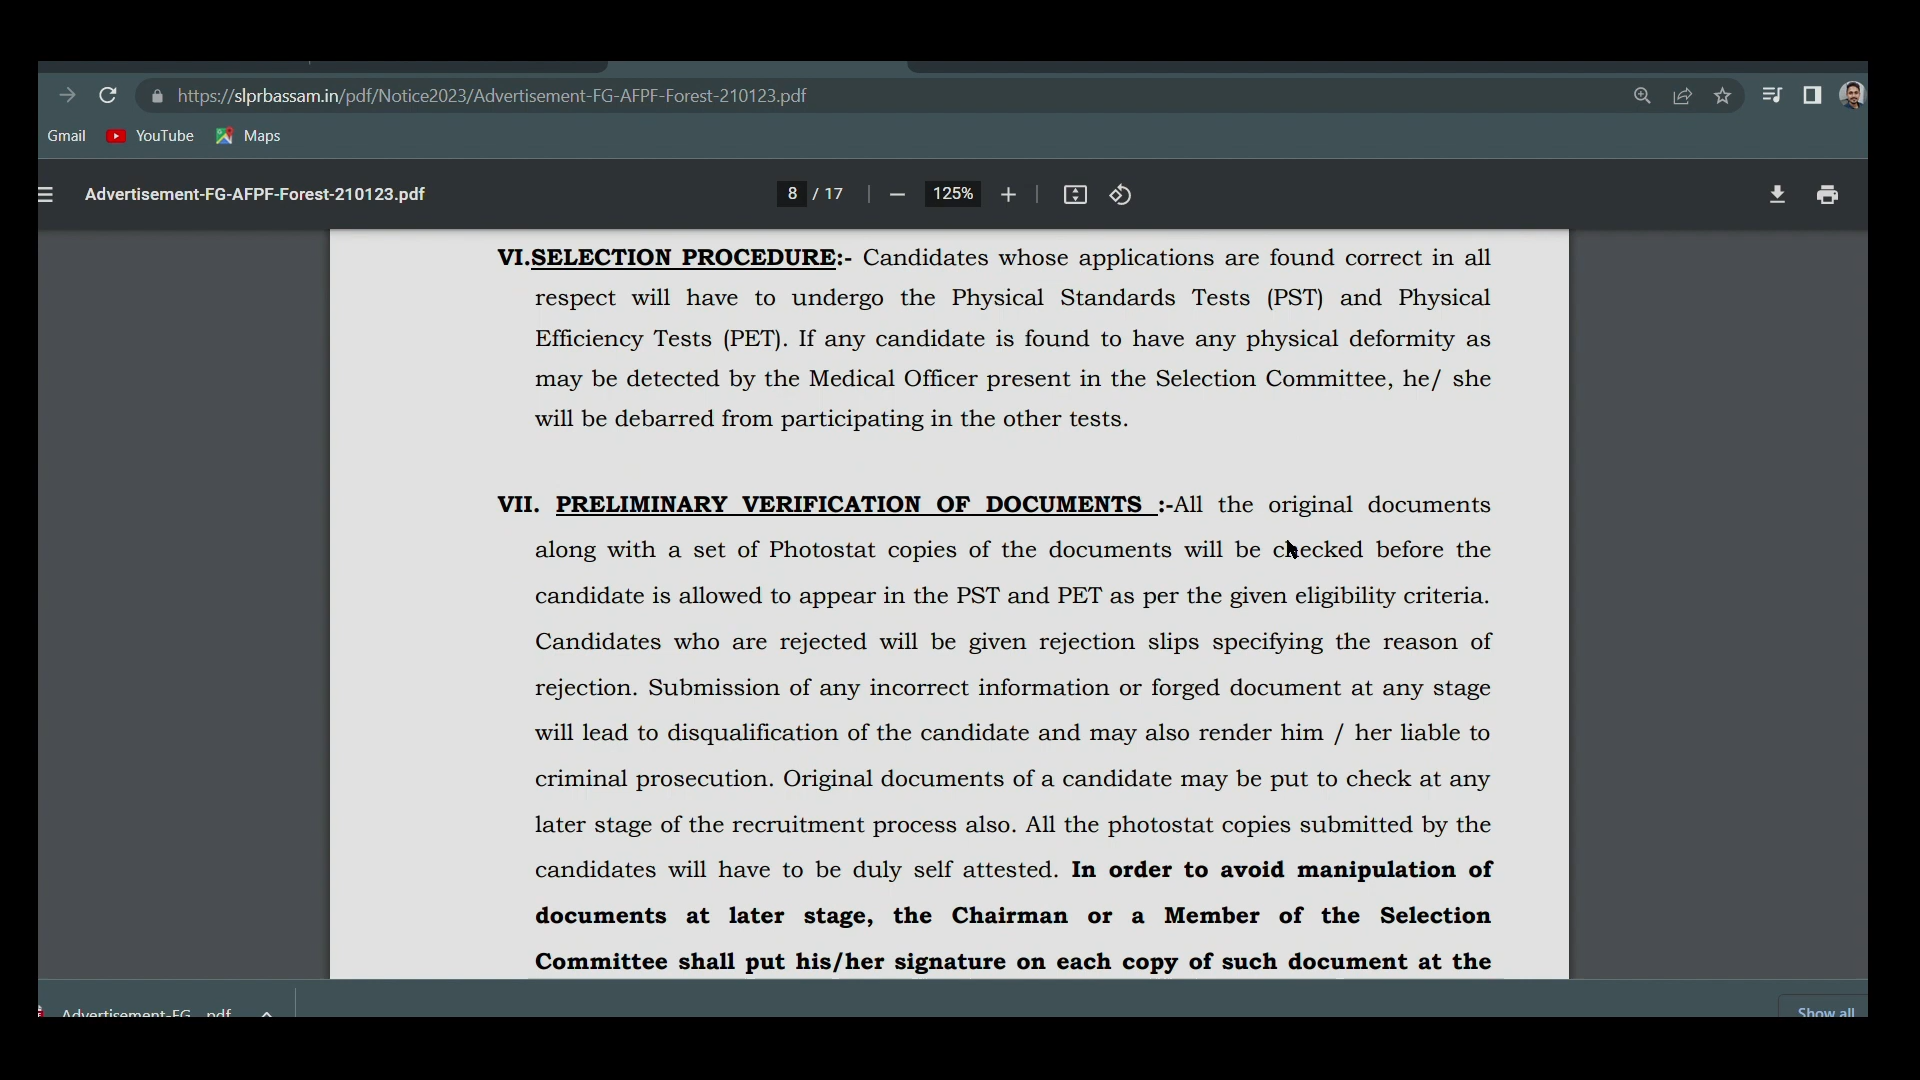 https://slprbassam.in/pdf/Notice2023/Advertisement-FG-AFPF-Forest-210123.pdf
Gmail YouTube Maps
Advertisement-FG-AFPF-Forest-210123.pdf 8 / 17 125%
VI.SELECTION PROCEDURE:- Candidates whose applications are found correct in all
respect will have to undergo the Physical Standards Tests (PST) and Physical
Efficiency Tests (PET). If any candidate is found to have any physical deformity as
may be detected by the Medical Officer present in the Selection Committee, he/ she
will be debarred from participating in the other tests.
VII. PRELIMINARY VERIFICATION OF DOCUMENTS :-All the original documents
along with a set of Photostat copies of the documents will be checked before the
candidate is allowed to appear in the PST and PET as per the given eligibility criteria.
Candidates who are rejected will be given rejection slips specifying the reason of
rejection. Submission of any incorrect information or forged document at any stage
will lead to disqualification of the candidate and may also render him / her liable to
criminal prosecution. Original documents of a candidate may be put to check at any
later stage of the recruitment process also. All the photostat copies submitted by the
candidates will have to be duly self attested. In order to avoid manipulation of
documents at later stage, the Chairman or a Member of the Selection
Committee shall put his/her signature on each copy of such document at the
Advertisement-FG....pdf Show all